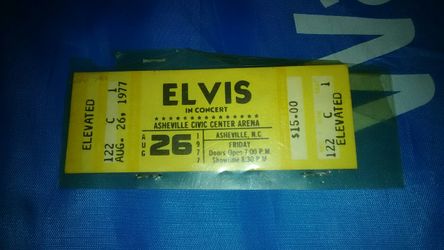 ELEVATED
122 C 1
AUG. 26, 1977
ELVIS
IN CONCERT
ASHEVILLE CIVIC CENTER ARENA
AUG 26 1977
ASHEVILLE, N.C.
FRIDAY
Doors Open 7:00 P.M.
Showtime 8:30 P.M.
$15.00
122 C 1
ELEVATED